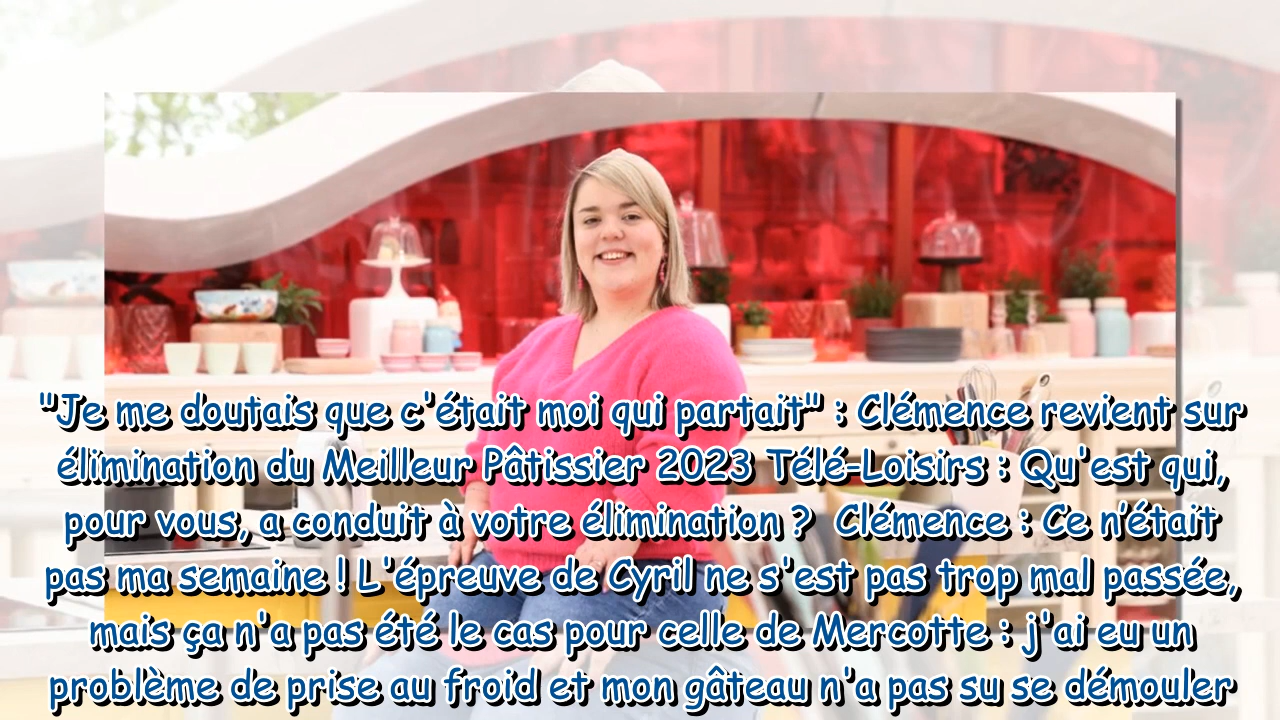 "Je me doutais que c'était moi qui partait" : Clémence revient sur
élimination du Meilleur Pâtissier 2023 Télé-Loisirs : Qu'est qui,
pour vous, a conduit à votre élimination ?  Clémence : Ce n'était
pas ma semaine ! L'épreuve de Cyril ne s'est pas trop mal passée,
mais ça n'a pas été le cas pour celle de Mercotte : j'ai eu un
problème de prise au froid et mon gâteau n'a pas su se démouler